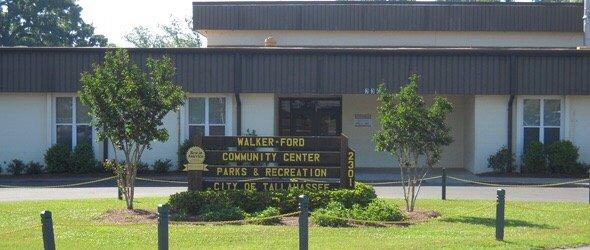 WALKER-FORD
COMMUNITY CENTER
PARKS & RECREATION
CITY OF TALLAHASSEE
2301